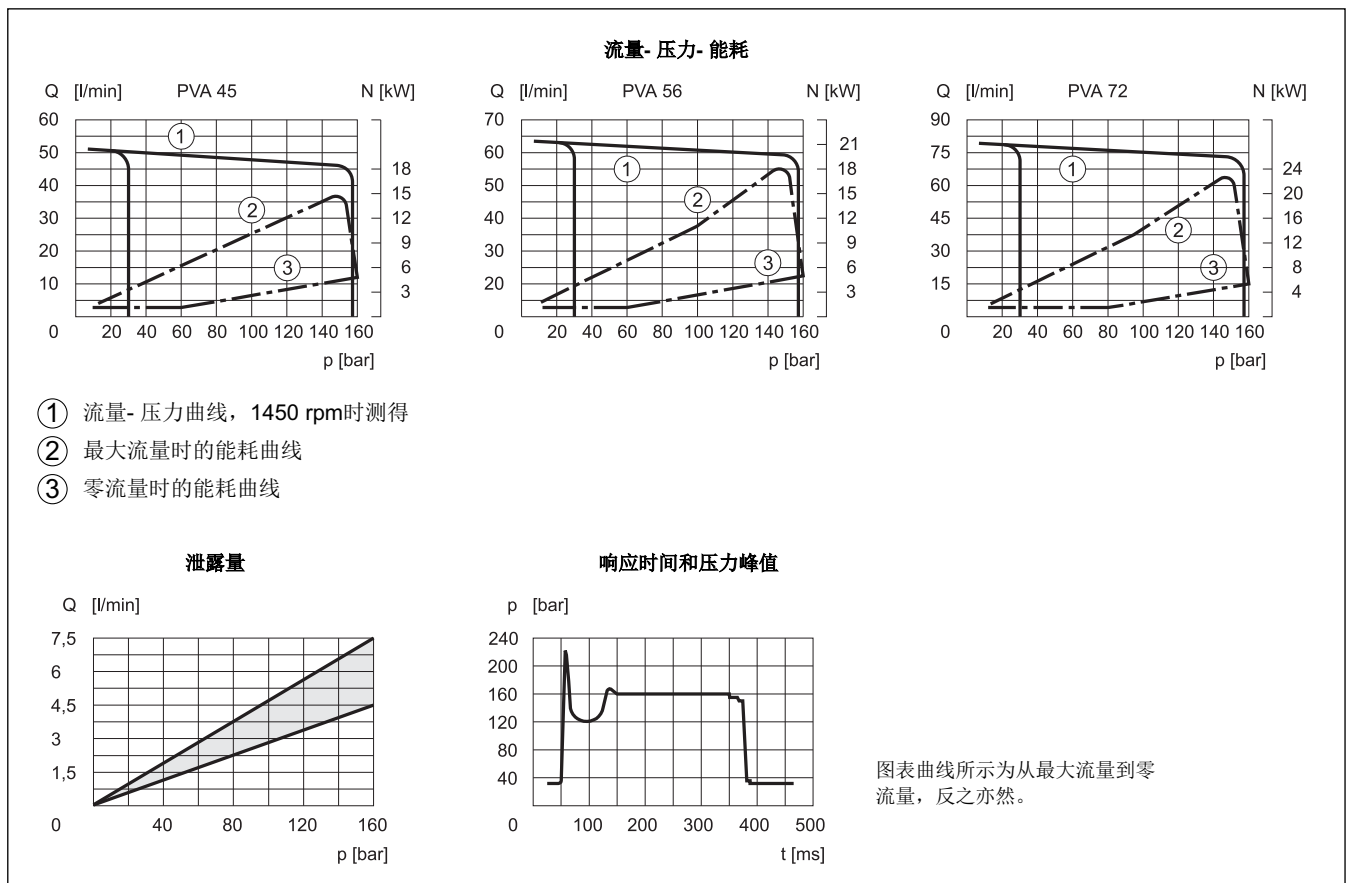 流量- 压力- 能耗
Q [l/min] PVA 45 N [kW]
60
50
40
30
20
10
0
18
15
12
9
6
3
1
2
3
20 40 60 80 100 120 140 160
p [bar]
Q [l/min] PVA 56 N [kW]
70
60
50
40
30
20
0
21
18
15
12
9
6
3
1
2
3
20 40 60 80 100 120 140 160
p [bar]
Q [l/min] PVA 72 N [kW]
90
75
60
45
30
15
0
24
20
16
12
8
4
1
2
3
20 40 60 80 100 120 140 160
p [bar]
1 流量- 压力曲线，1450 rpm时测得
2 最大流量时的能耗曲线
3 零流量时的能耗曲线
泄露量
Q [l/min]
7,5
6
4,5
3
1,5
0 40 80 120 160
p [bar]
响应时间和压力峰值
p [bar]
240
200
160
120
80
40
0 100 200 300 400 500
t [ms]
图表曲线所示为从最大流量到零
流量，反之亦然。